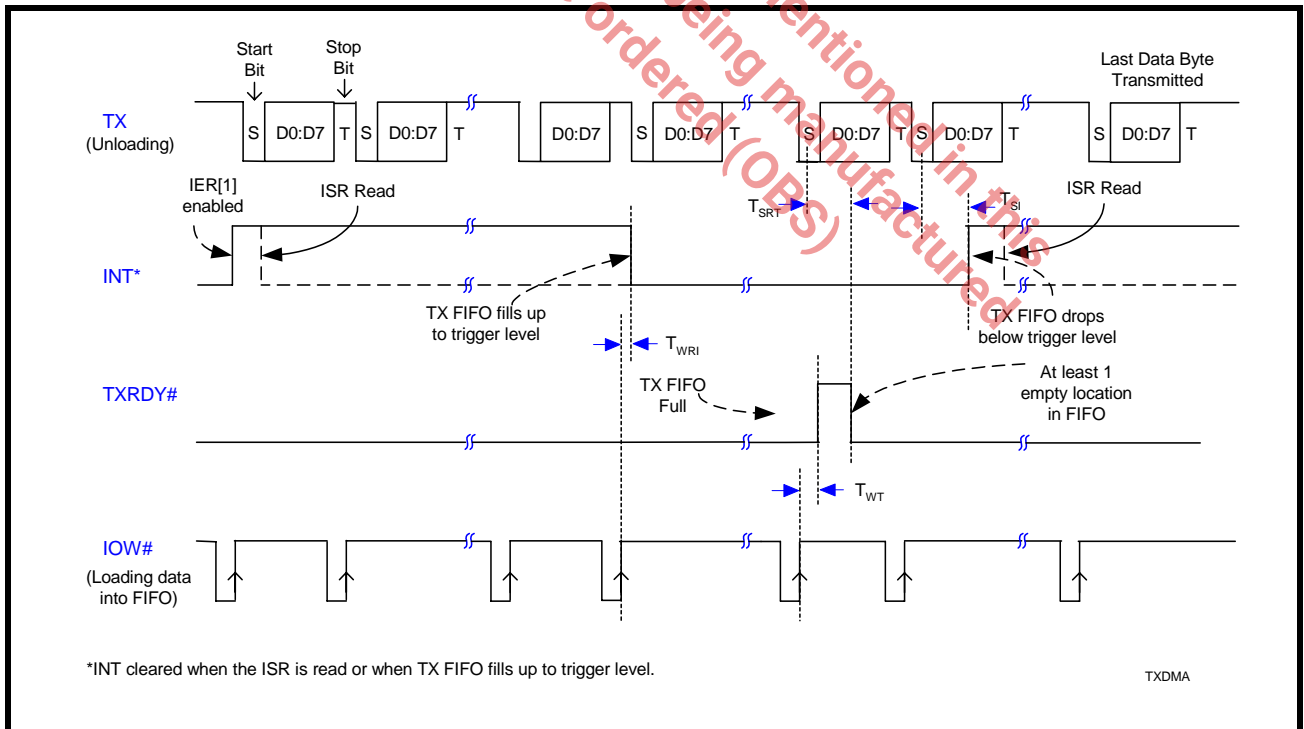 mentioned in this
being manufactured
ordered (OBS)
Start
Bit
Stop
Bit
Last Data Byte
Transmitted
TX
(Unloading)
S D0:D7 T S D0:D7 T D0:D7 S D0:D7 T S D0:D7 T S D0:D7 T S D0:D7 T
IER[1]
enabled
ISR Read
TSRT
TSI
ISR Read
INT*
TX FIFO fills up
to trigger level
TX FIFO drops
below trigger level
TWRI
TXRDY#
TX FIFO
Full
At least 1
empty location
in FIFO
TWT
IOW#
(Loading data
into FIFO)
*INT cleared when the ISR is read or when TX FIFO fills up to trigger level.
TXDMA